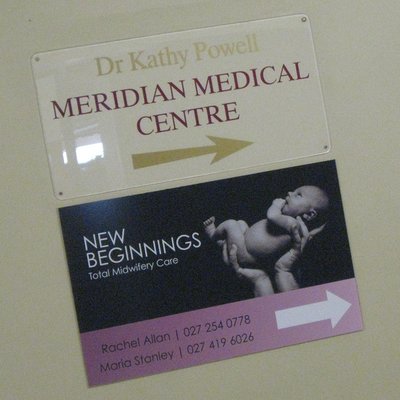 Dr Kathy Powell
MERIDIAN MEDICAL
CENTRE
NEW
BEGINNINGS
Total Midwifery Care
Rachel Allan | 027 254 0778
Maria Stanley | 027 419 6026